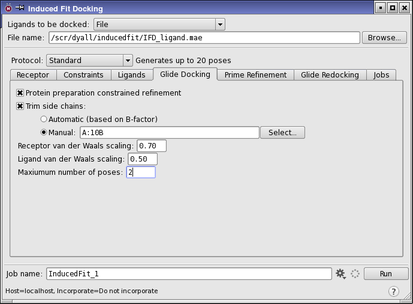 Induced Fit Docking
Ligands to be docked: File
File name: /scr/dyall/inducedfit/IFD_ligand.mae Browse...
Protocol: Standard Generates up to 20 poses
Receptor Constraints Ligands Glide Docking Prime Refinement Glide Redocking Jobs
Protein preparation constrained refinement
Trim side chains:
Automatic (based on B-factor)
Manual: A:10B Select...
Receptor van der Waals scaling: 0.70
Ligand van der Waals scaling: 0.50
Maxiumum number of poses: 2
Job name: InducedFit_1 Run
Host=localhost, Incorporate=Do not incorporate ?